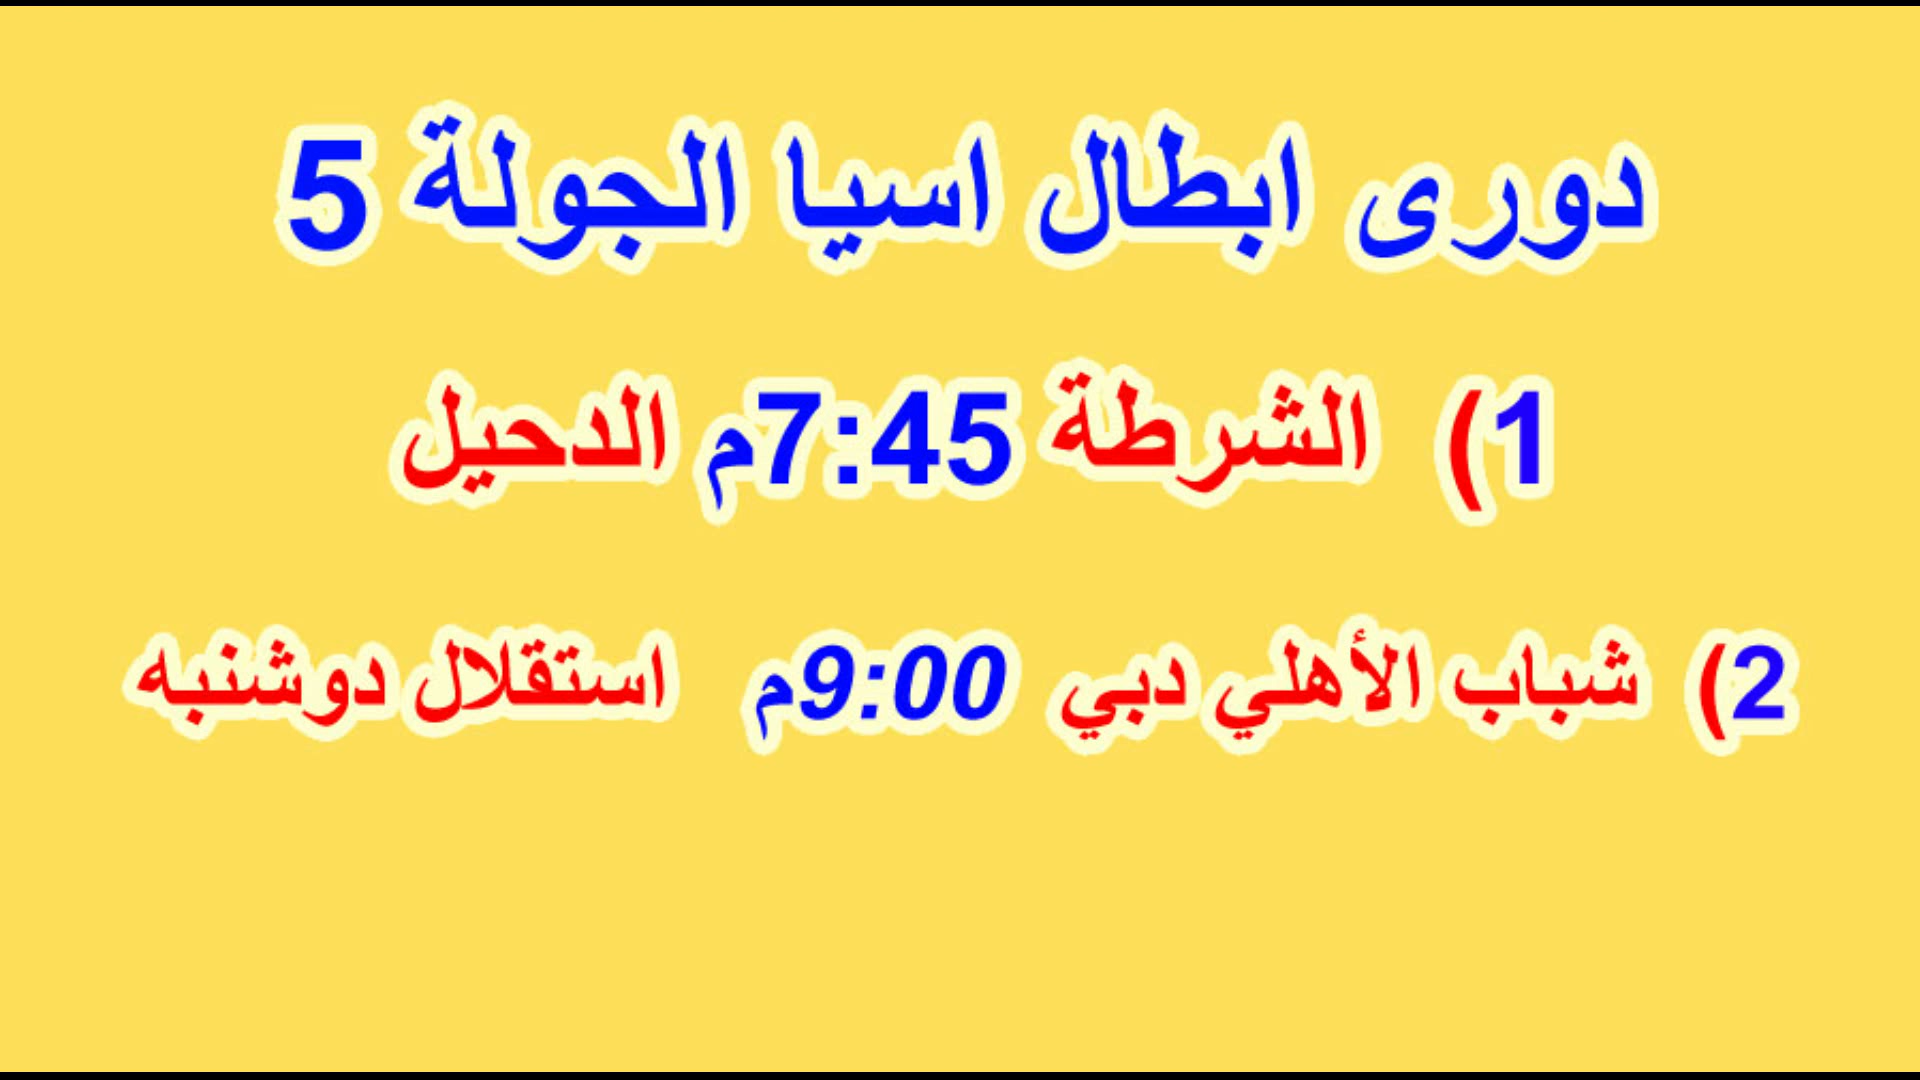 دورى ابطال اسيا الجولة 5
1) الشرطة 7:45م الدحيل
2) شباب الأهلي دبي 9:00م استقلال دوشنبه